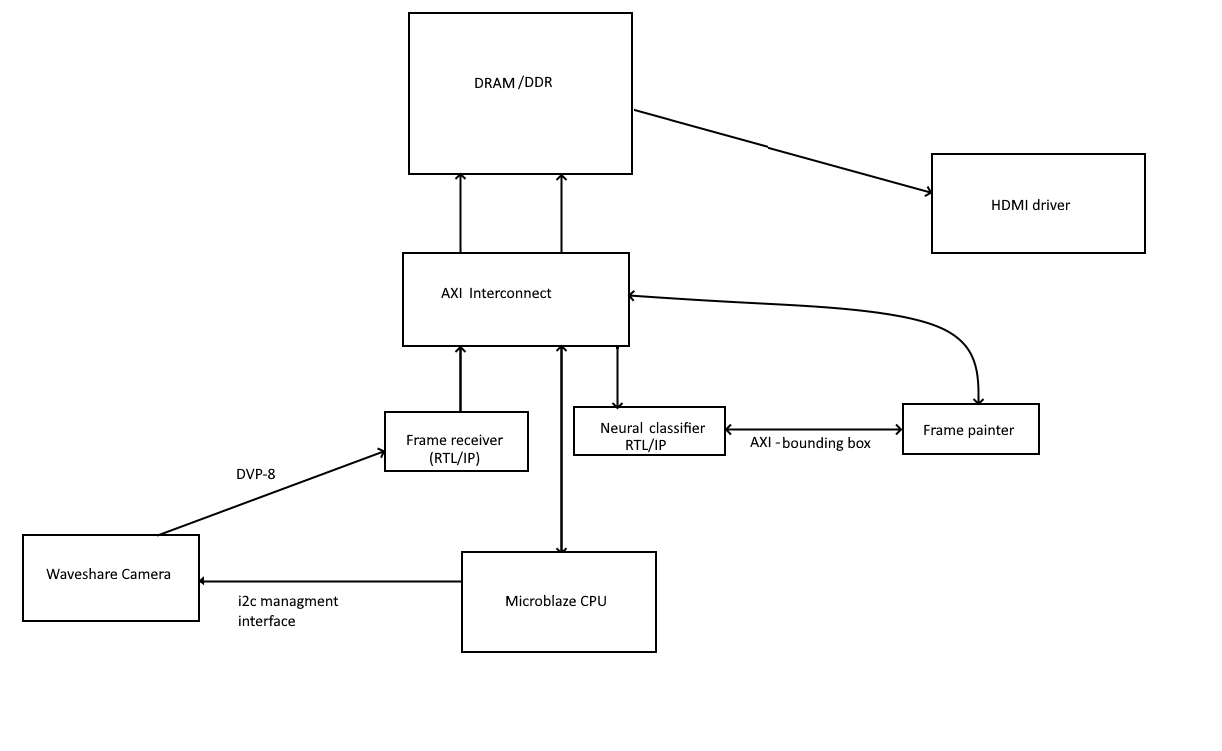 DRAM/DDR
HDMI driver
AXI Interconnect
Frame receiver
(RTL/IP)
Neural classifier
RTL/IP
AXI - bounding box
Frame painter
DVP-8
Waveshare Camera
i2c managment
interface
Microblaze CPU